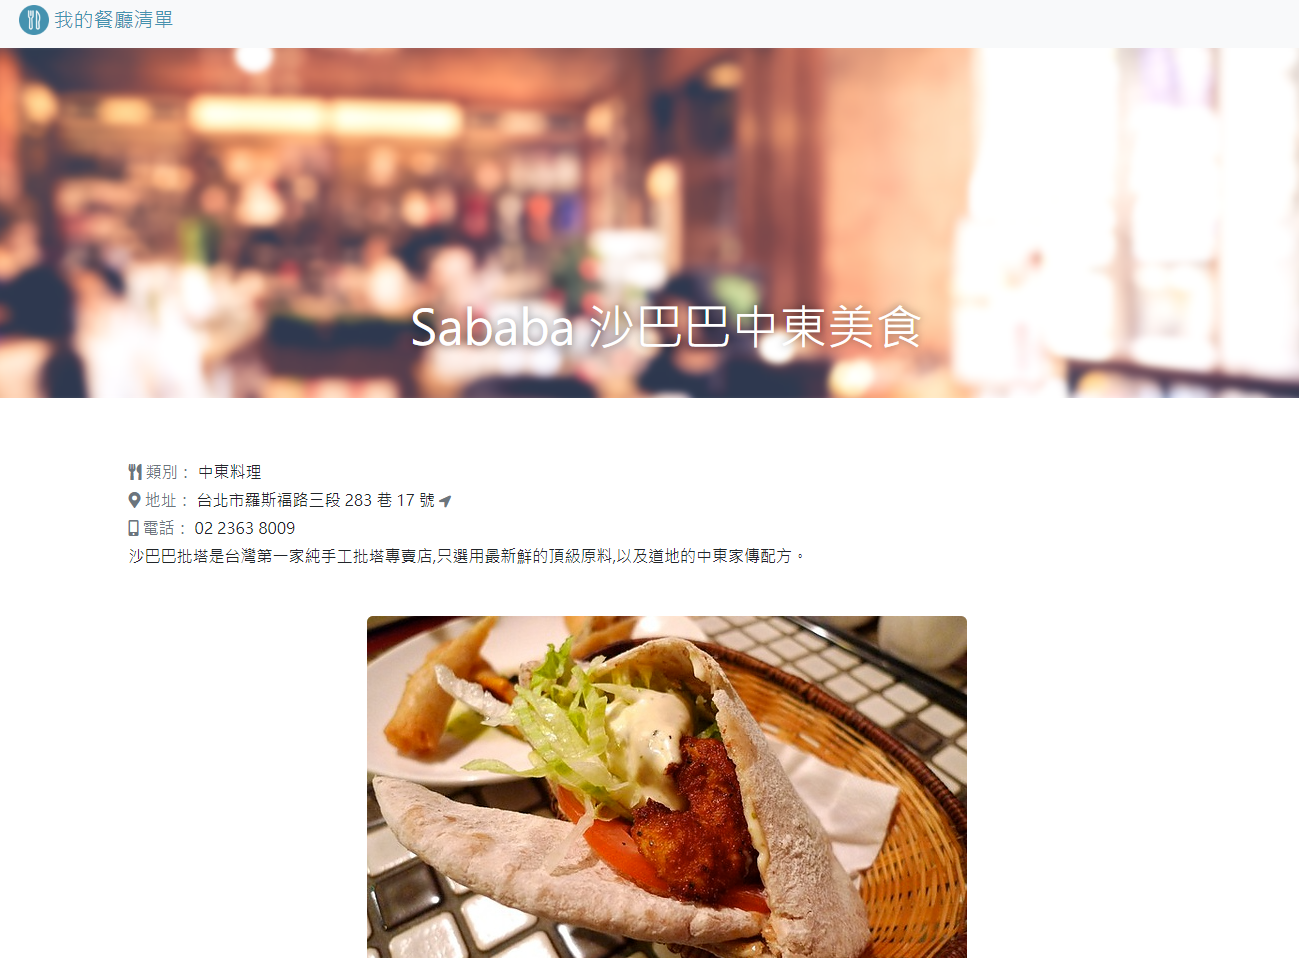 我的餐廳清單
Sababa 沙巴巴中東美食
類別： 中東料理
地址： 台北市羅斯福路三段 283 巷 17 號
電話： 02 2363 8009
沙巴巴批塔是台灣第一家純手工批塔專賣店,只選用最新鮮的頂級原料,以及道地的中東家傳配方。